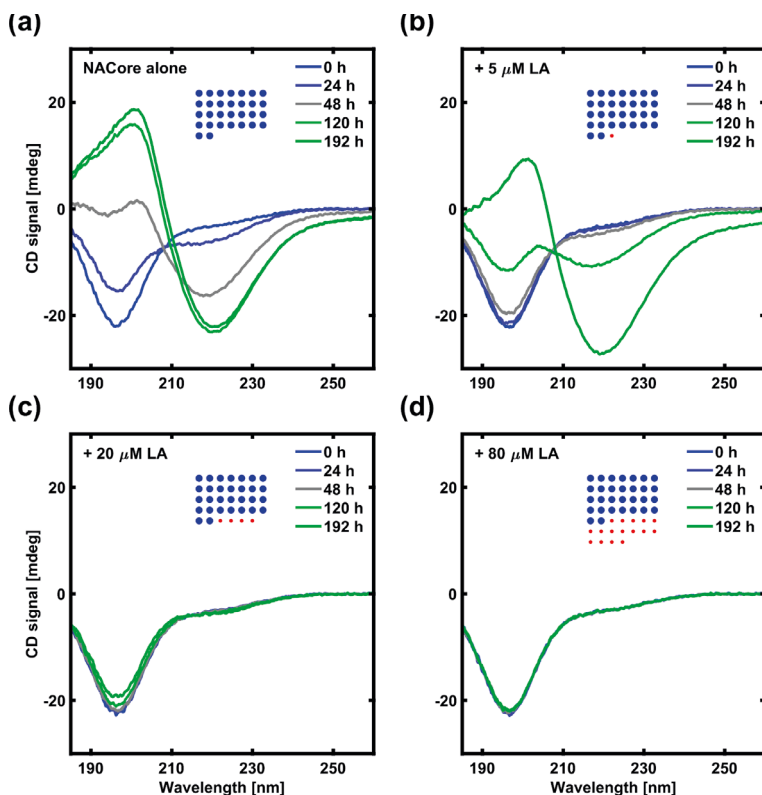 (a)
NACore alone
0 h
24 h
48 h
120 h
192 h
20
0
-20
CD signal [mdeg]
190 210 230 250
(b)
+ 5 μM LA
0 h
24 h
48 h
120 h
192 h
20
0
-20
190 210 230 250
(c)
+ 20 μM LA
0 h
24 h
48 h
120 h
192 h
20
0
-20
CD signal [mdeg]
190 210 230 250
Wavelength [nm]
(d)
+ 80 μM LA
0 h
24 h
48 h
120 h
192 h
20
0
-20
190 210 230 250
Wavelength [nm]